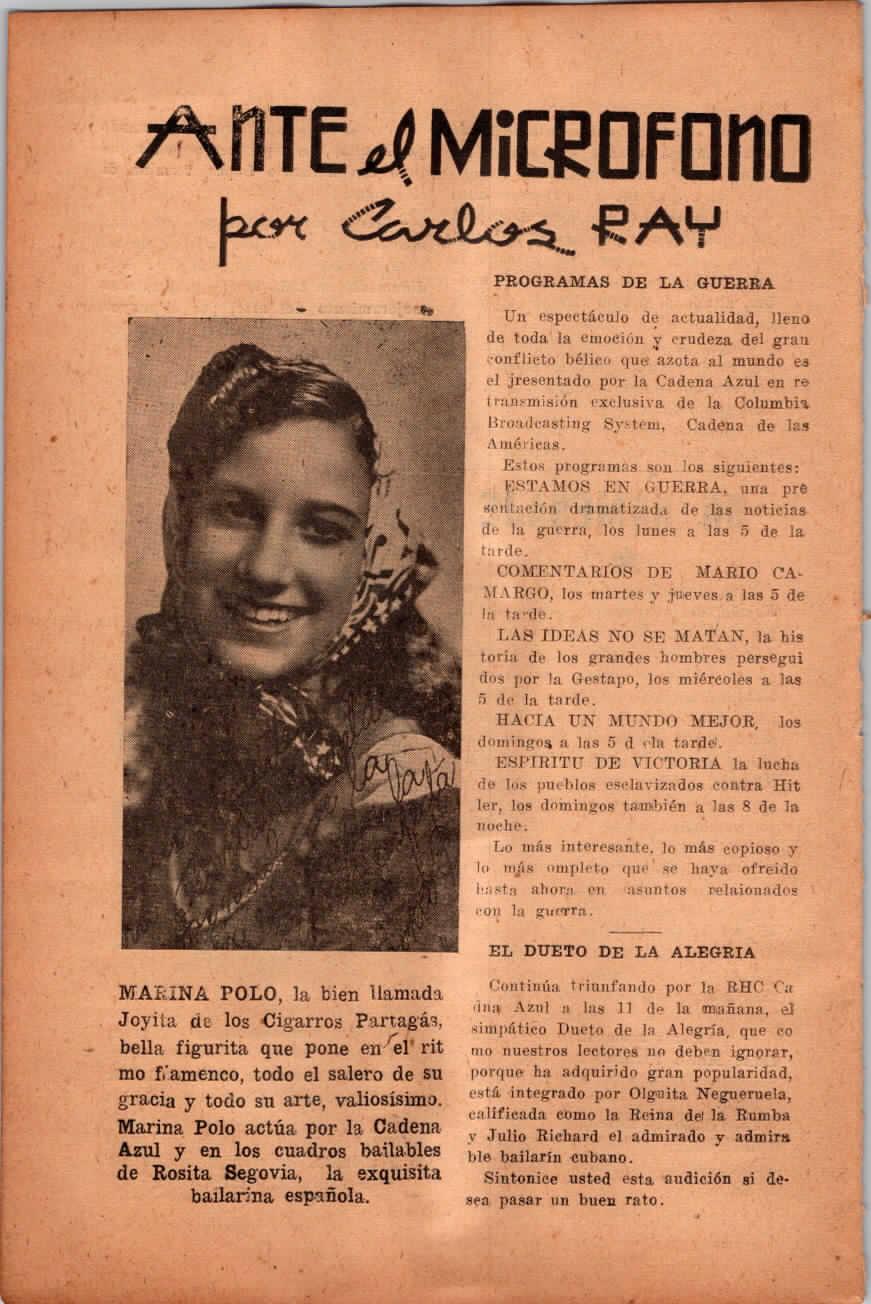 ANTE el MiCROFONO
por Carlos RAY
MARINA POLO, la bien llamada
Joyita de los Cigarros Partagás,
bella figurita que pone en el rit
mo flamenco, todo el salero de su
gracia y todo su arte, valiosísimo.
Marina Polo actúa por la Cadena
Azul y en los cuadros bailables
de Rosita Segovia, la exquisita
bailarina española.
PROGRAMAS DE LA GUERRA
Un espectáculo de actualidad, lleno
de toda la emoción y crudeza del gran
conflicto bélico que azota al mundo es
el jresentado por la Cadena Azul en re
transmisión exclusiva de la Columbia
Broadcasting System, Cadena de las
Américas.
Estos programas son los siguientes:
ESTAMOS EN GUERRA, una pre
sentación dramatizada de las noticias
de la guerra, los lunes a las 5 de la
tarde.
COMENTARIOS DE MARIO CA-
MARGO, los martes y jueves a las 5 de
la tarde.
LAS IDEAS NO SE MATAN, la his
toria de los grandes hombres persegui
dos por la Gestapo, los miércoles a las
5 de la tarde.
HACIA UN MUNDO MEJOR, los
domingos a las 5 d ela tarde.
ESPIRITU DE VICTORIA la lucha
de los pueblos esclavizados contra Hit
ler, los domingos también a las 8 de la
noche.
Lo más interesante, lo más copioso y
lo más ompleto que se haya ofreido
hasta ahora en asuntos relaionados
con la guerra.
EL DUETO DE LA ALEGRIA
Continúa triunfando por la RHC Ca
dna Azul a las 11 de la mañana, el
simpático Dueto de la Alegría, que co
mo nuestros lectores no deben ignorar,
porque ha adquirido gran popularidad,
está integrado por Olguita Negueruela,
calificada como la Reina de la Rumba
y Julio Richard el admirado y admira
ble bailarín cubano.
Sintonice usted esta audición si de-
sea pasar un buen rato.